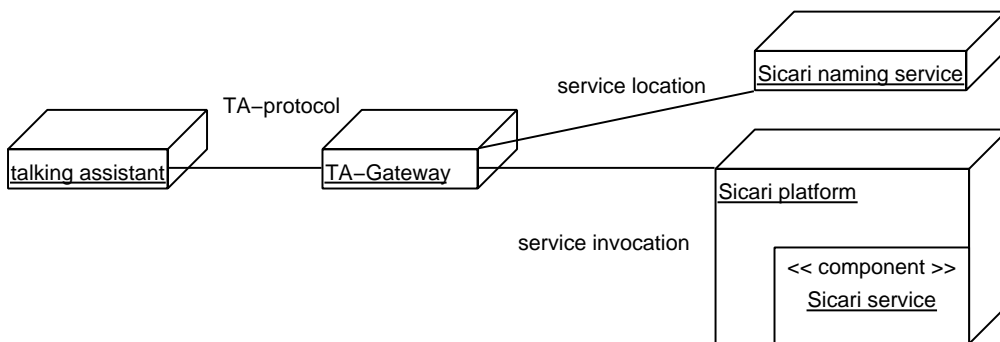 Sicari naming service
service location
TA−protocol
talking assistant
TA−Gateway
Sicari platform
service invocation
<< component >>
Sicari service